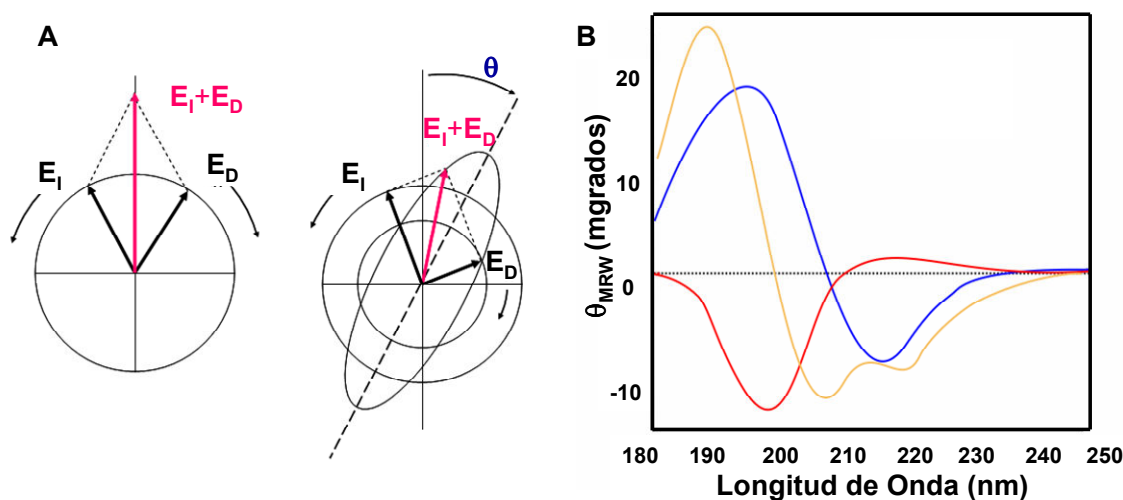 A
θ
E_I+E_D
E_I
E_D
E_I+E_D
E_I
E_D
B
θ_MRW (mgrados)
20
10
0
-10
180 190 200 210 220 230 240 250
Longitud de Onda (nm)